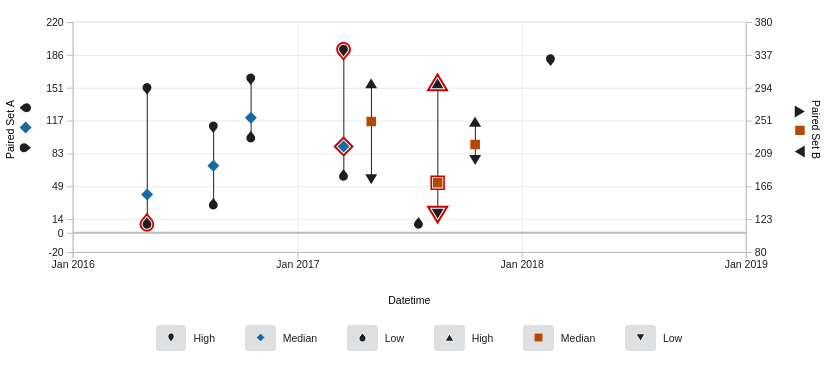 220 380
186 337
151 294
117 251
83 209
49 166
14 123
0
-20 80
Paired Set A
Paired Set B
Jan 2016 Jan 2017 Jan 2018 Jan 2019
Datetime
High Median Low High Median Low